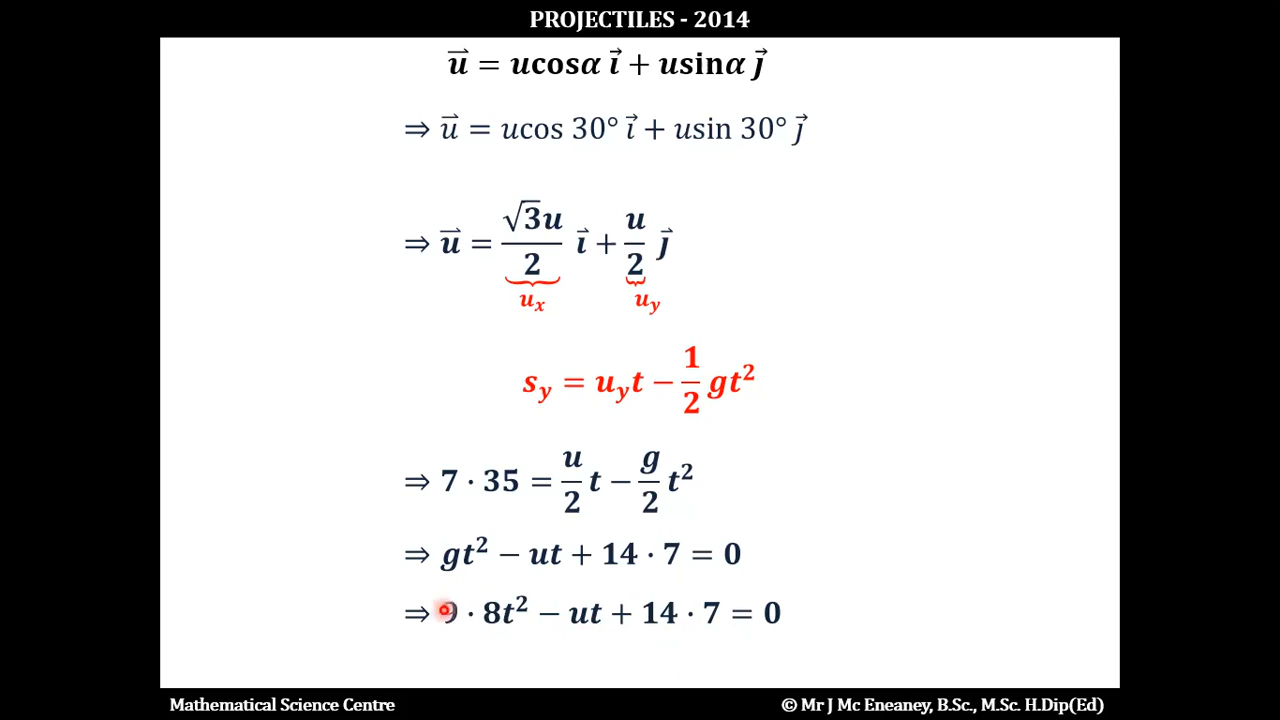 PROJECTILES - 2014
u⃗ = ucosα i⃗ + usinα j⃗
⇒ u⃗ = ucos 30° i⃗ + usin 30° j⃗
⇒ u⃗ = √3u/2 i⃗ + u/2 j⃗
uₓ u_y
s_y = u_y t − 1/2 gt²
⇒ 7 · 35 = u/2 t − g/2 t²
⇒ gt² − ut + 14 · 7 = 0
⇒ 9 · 8t² − ut + 14 · 7 = 0
Mathematical Science Centre
© Mr J Mc Eneaney, B.Sc., M.Sc. H.Dip(Ed)